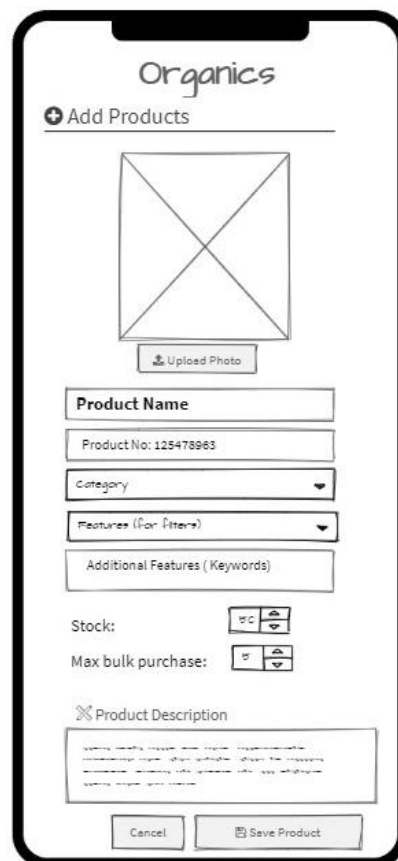 Organics
Add Products
Upload Photo
Product Name
Product No: 125478963
Category
Features (for filters)
Additional Features ( Keywords)
Stock:
Max bulk purchase:
Product Description
Cancel
Save Product